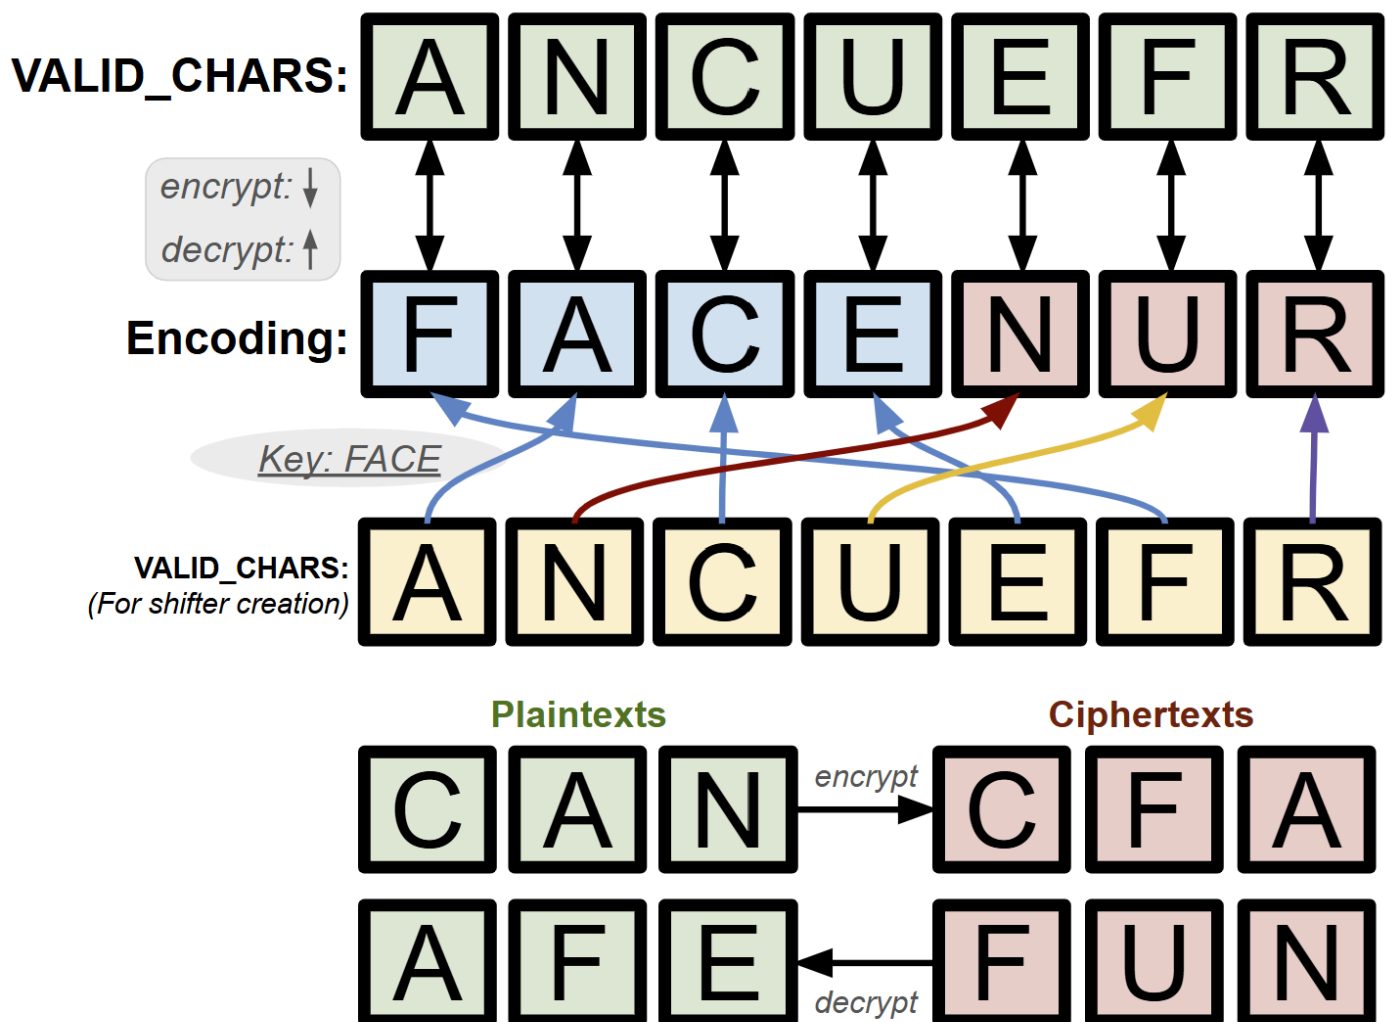 VALID_CHARS: A N C U E F R
encrypt: ↓
decrypt: ↑
Encoding: F A C E N U R
Key: FACE
VALID_CHARS:
(For shifter creation)
A N C U E F R
Plaintexts Ciphertexts
C A N encrypt C F A
A F E decrypt F U N